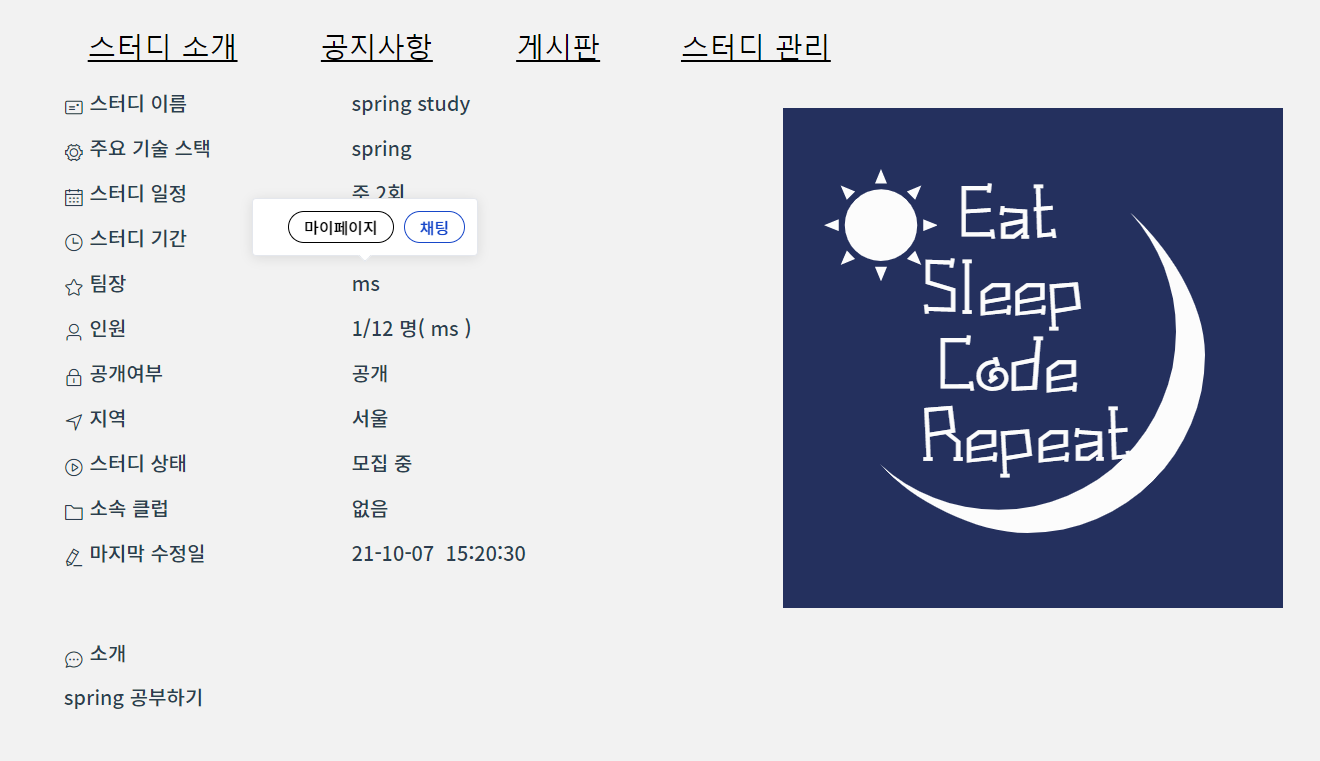 스터디 소개 공지사항 게시판 스터디 관리
스터디 이름 spring study
주요 기술 스택 spring
스터디 일정 주 2회
마이페이지 채팅
스터디 기간
팀장 ms
인원 1/12 명( ms )
공개여부 공개
지역 서울
스터디 상태 모집 중
소속 클럽 없음
마지막 수정일 21-10-07 15:20:30
소개
spring 공부하기
Eat
Sleep
Code
Repeat